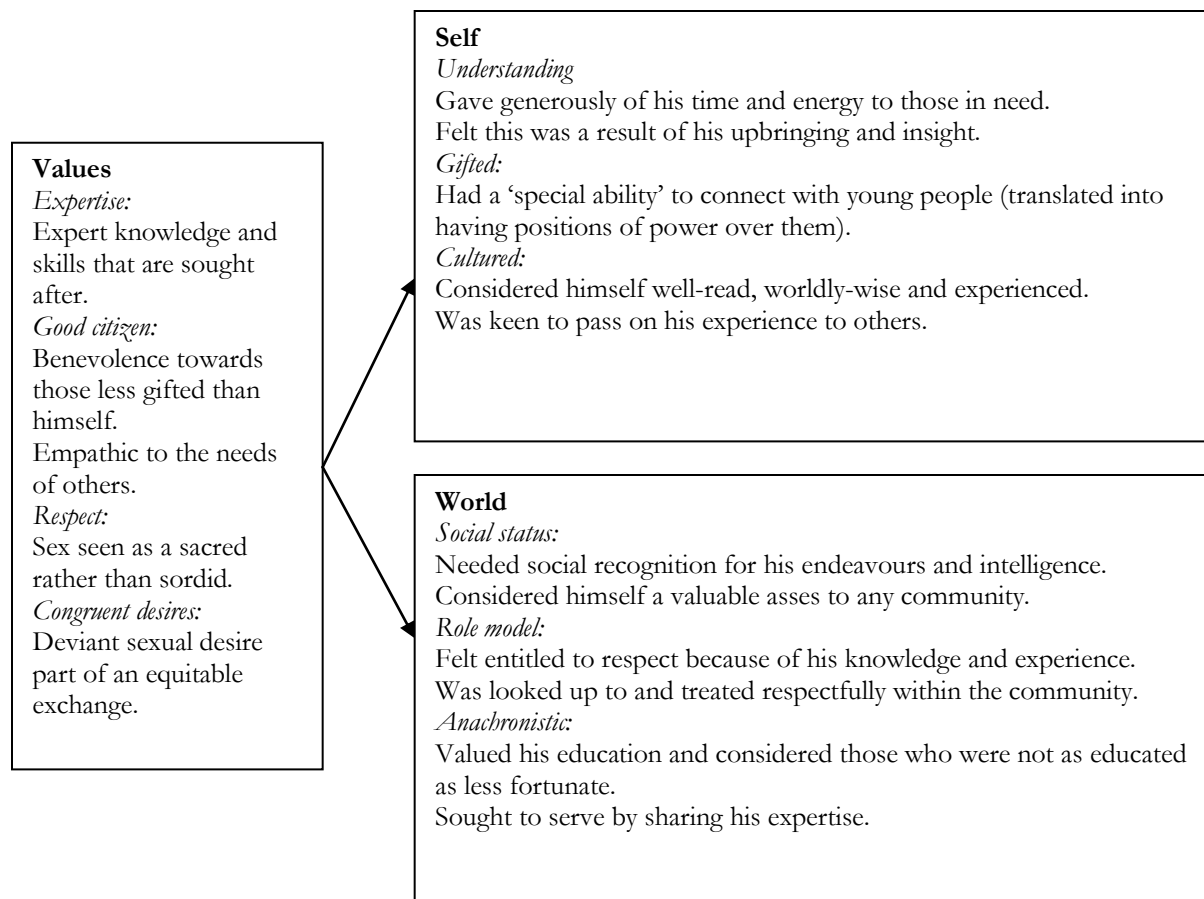 Values
Expertise:
Expert knowledge and
skills that are sought
after.
Good citizen:
Benevolence towards
those less gifted than
himself.
Empathic to the needs
of others.
Respect:
Sex seen as a sacred
rather than sordid.
Congruent desires:
Deviant sexual desire
part of an equitable
exchange.
Self
Understanding
Gave generously of his time and energy to those in need.
Felt this was a result of his upbringing and insight.
Gifted:
Had a ‘special ability’ to connect with young people (translated into
having positions of power over them).
Cultured:
Considered himself well-read, worldly-wise and experienced.
Was keen to pass on his experience to others.
World
Social status:
Needed social recognition for his endeavours and intelligence.
Considered himself a valuable asses to any community.
Role model:
Felt entitled to respect because of his knowledge and experience.
Was looked up to and treated respectfully within the community.
Anachronistic:
Valued his education and considered those who were not as educated
as less fortunate.
Sought to serve by sharing his expertise.